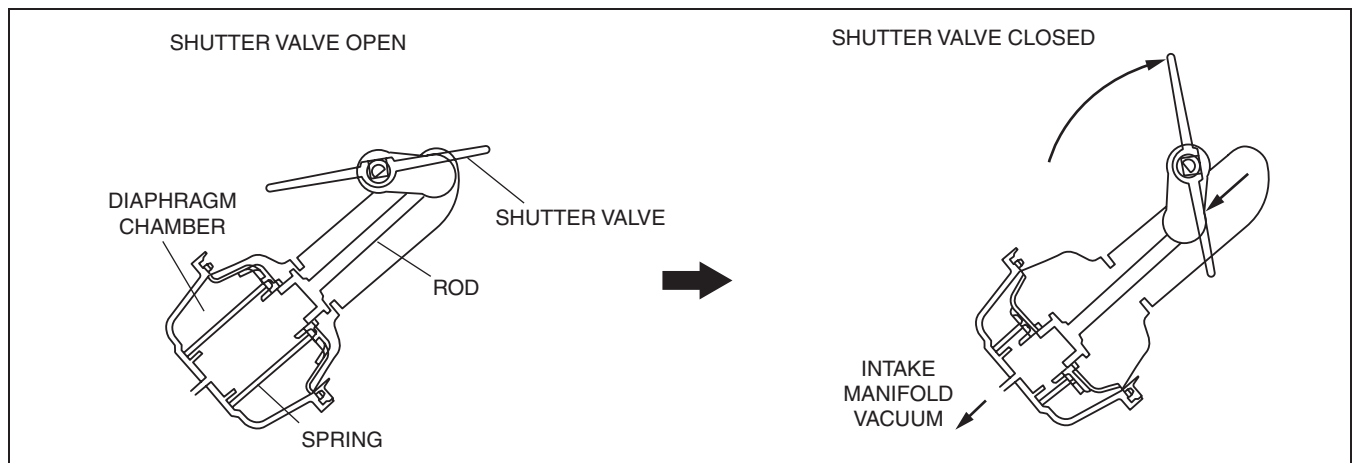 SHUTTER VALVE OPEN
DIAPHRAGM
CHAMBER
SHUTTER VALVE
ROD
SPRING
SHUTTER VALVE CLOSED
INTAKE
MANIFOLD
VACUUM